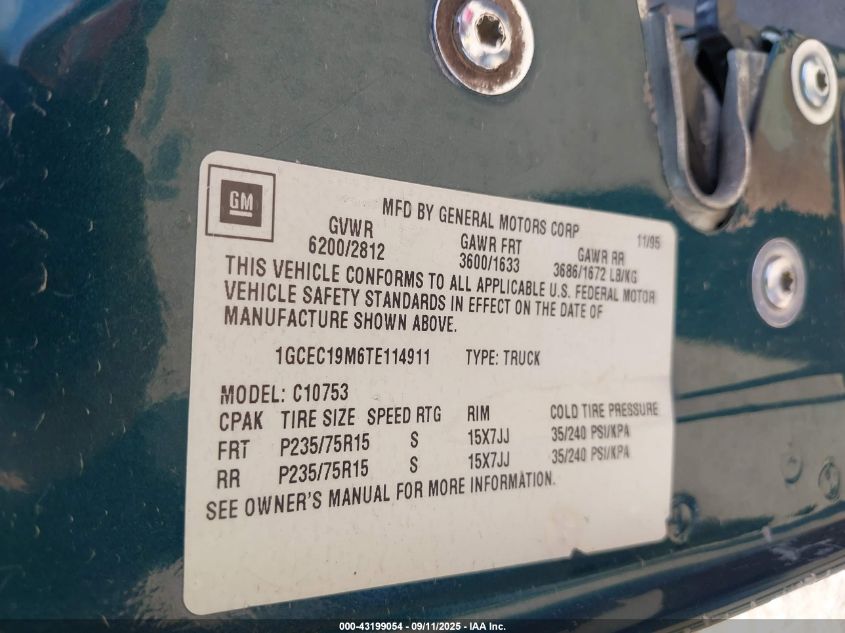 GM
MFD BY GENERAL MOTORS CORP 11/95
GVWR GAWR FRT GAWR RR
6200/2812 3600/1633 3686/1672 LB/KG
THIS VEHICLE CONFORMS TO ALL APPLICABLE U.S. FEDERAL MOTOR
VEHICLE SAFETY STANDARDS IN EFFECT ON THE DATE OF
MANUFACTURE SHOWN ABOVE.
1GCEC19M6TE114911 TYPE: TRUCK
MODEL: C10753
CPAK TIRE SIZE SPEED RTG RIM COLD TIRE PRESSURE
FRT P235/75R15 S 15X7JJ 35/240 PSI/KPA
RR P235/75R15 S 15X7JJ 35/240 PSI/KPA
SEE OWNER'S MANUAL FOR MORE INFORMATION.
000-43199054 - 09/11/2025 - IAA Inc.